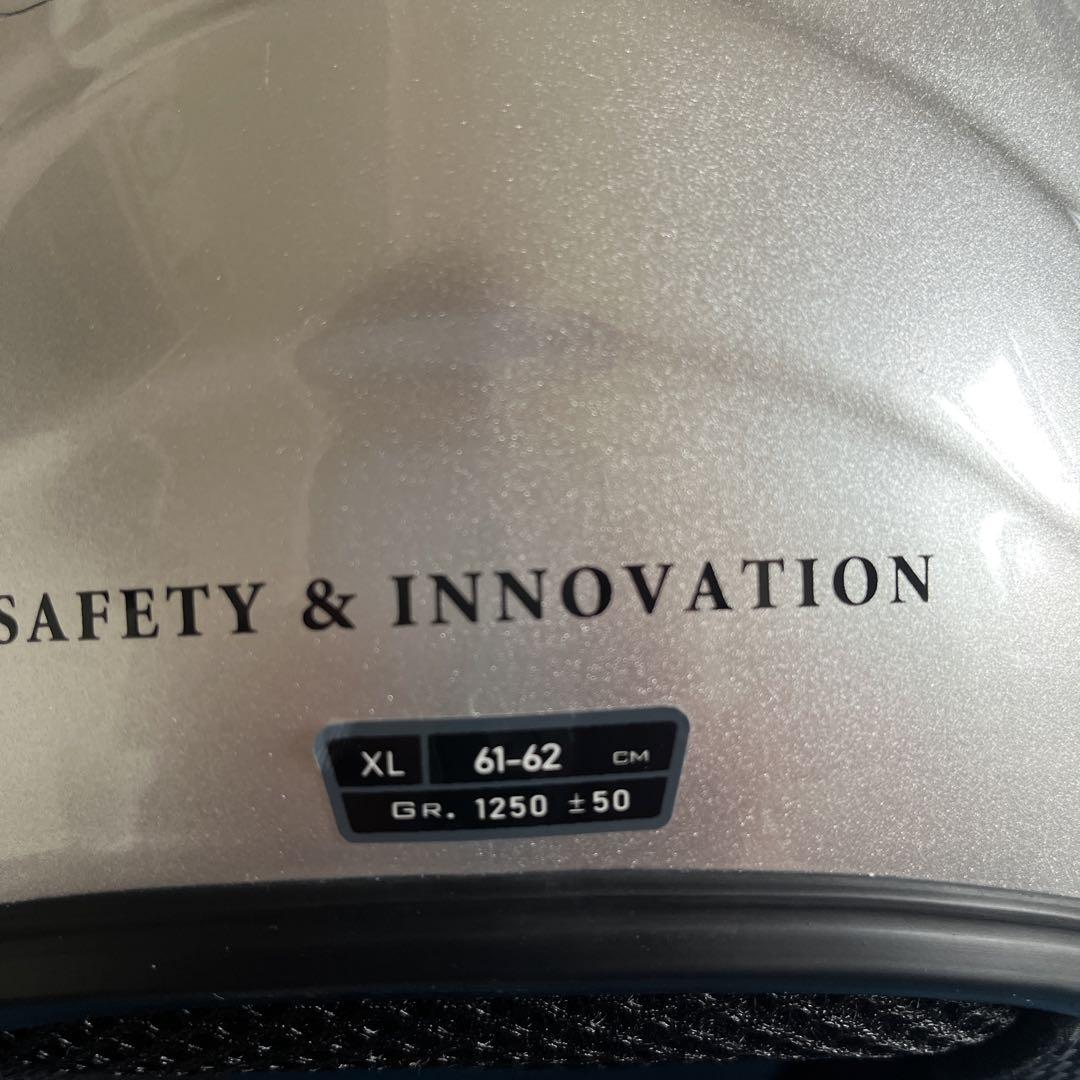 SAFETY & INNOVATION
XL 61-62 CM
GR. 1250 ±50